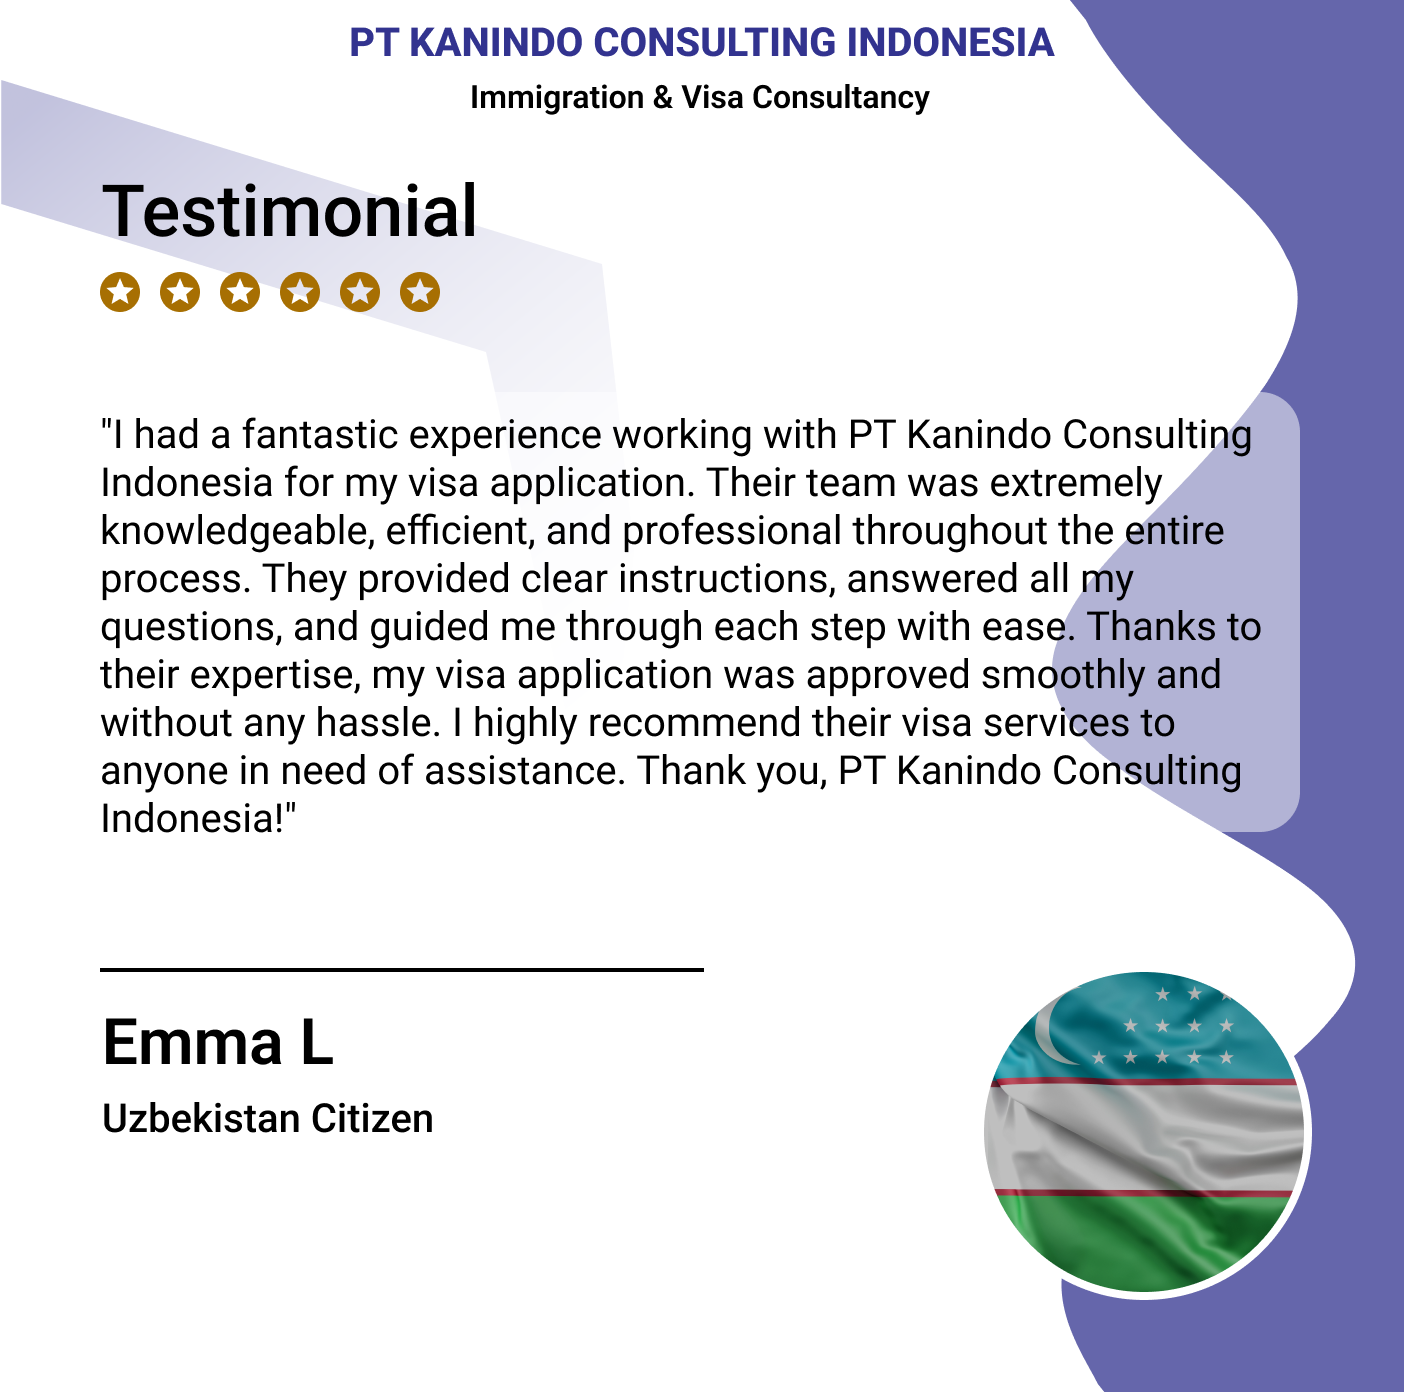 PT KANINDO CONSULTING INDONESIA
Immigration & Visa Consultancy
Testimonial
"I had a fantastic experience working with PT Kanindo Consulting
Indonesia for my visa application. Their team was extremely
knowledgeable, efficient, and professional throughout the entire
process. They provided clear instructions, answered all my
questions, and guided me through each step with ease. Thanks to
their expertise, my visa application was approved smoothly and
without any hassle. I highly recommend their visa services to
anyone in need of assistance. Thank you, PT Kanindo Consulting
Indonesia!"
Emma L
Uzbekistan Citizen